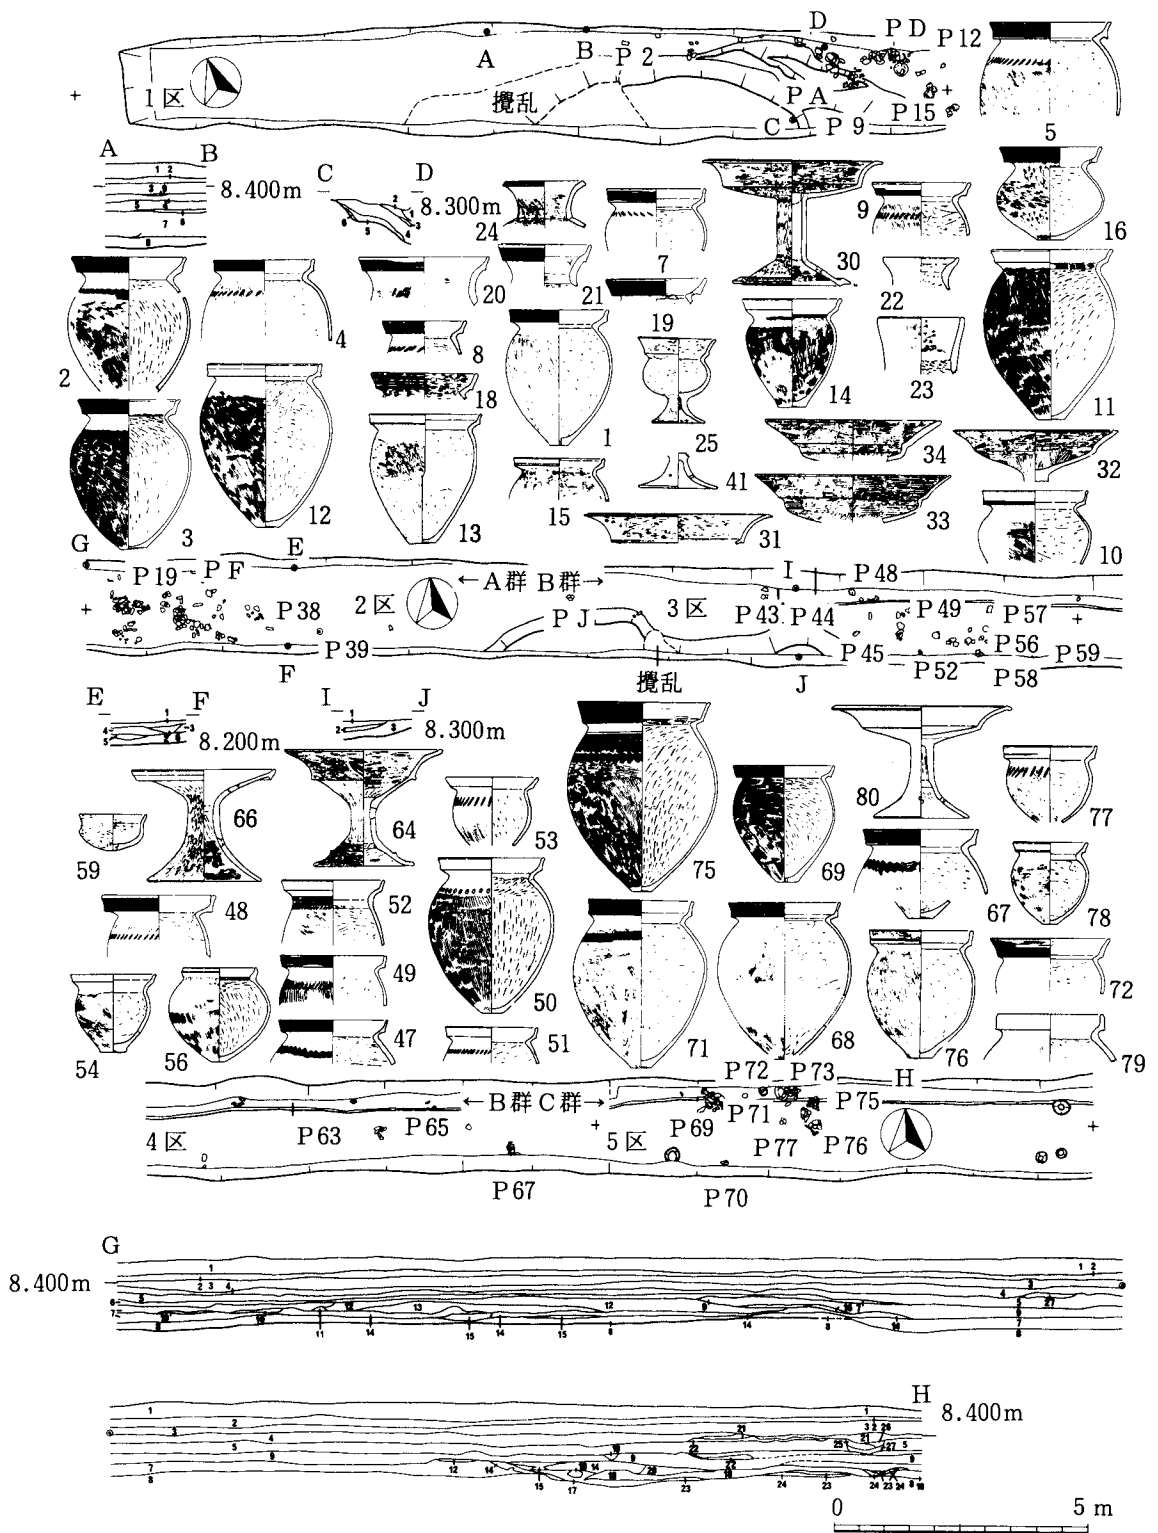 D
P D
P 12
A
B
P 2
1区
攪乱
P A
P 15
C
P 9
5
A
B
8.400m
C
D
8.300m
24
7
30
9
16
20
21
19
22
2
4
8
18
1
25
14
23
11
3
12
13
15
41
34
32
33
31
10
G
E
P 19
P F
P 38
2区
←A群 B群→
I
P 48
P J
3区
P 43
P 44
P 49
P 57
P 39
F
攪乱
P 45
J
P 52
P 56
P 59
P 58
E
F
8.200m
I
J
8.300m
59
66
64
53
75
69
80
77
48
52
50
67
78
49
47
51
54
56
71
68
76
72
79
P 72
P 73
H
←B群 C群→
4区
P 63
P 65
5区
P 69
P 71
P 75
P 77
P 76
P 67
P 70
G
8.400m
H
8.400m
0
5 m